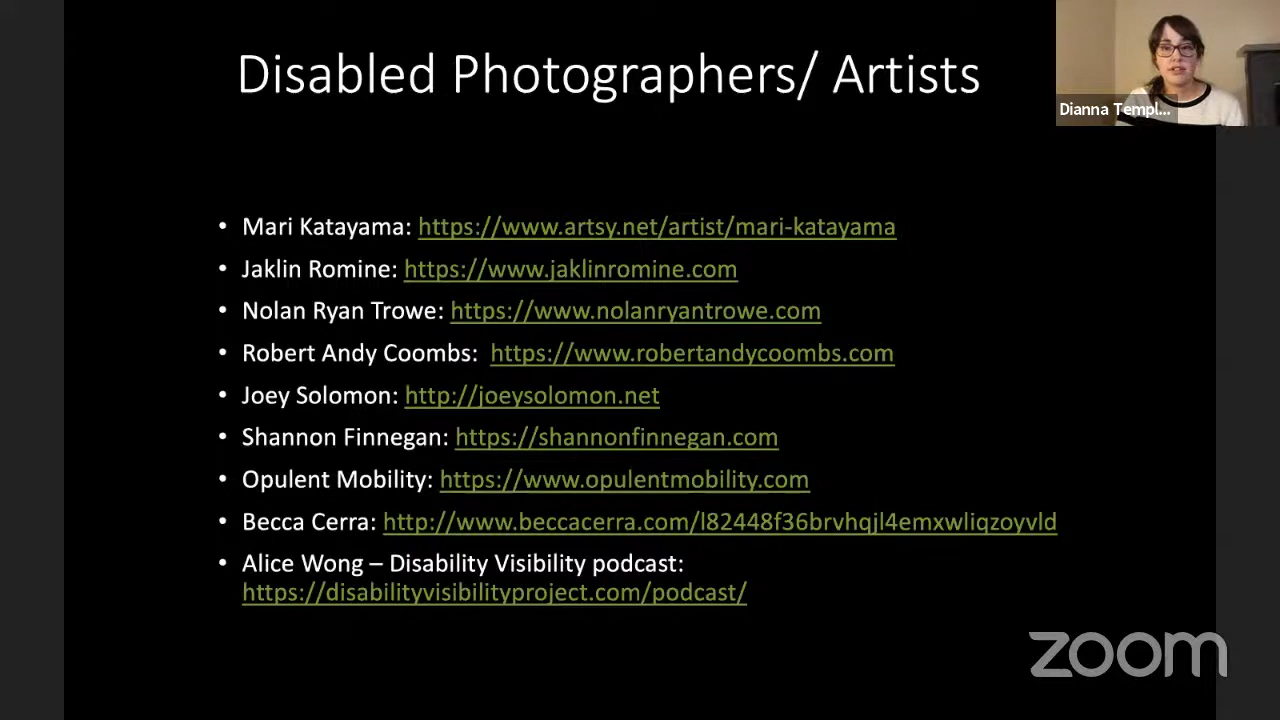 Disabled Photographers/ Artists
Dianna Templ...
• Mari Katayama: https://www.artsy.net/artist/mari-katayama
• Jaklin Romine: https://www.jaklinromine.com
• Nolan Ryan Trowe: https://www.nolanryantrowe.com
• Robert Andy Coombs: https://www.robertandycoombs.com
• Joey Solomon: http://joeysolomon.net
• Shannon Finnegan: https://shannonfinnegan.com
• Opulent Mobility: https://www.opulentmobility.com
• Becca Cerra: http://www.beccacerra.com/l82448f36brvhqjl4emxwliqzoyvld
• Alice Wong – Disability Visibility podcast:
https://disabilityvisibilityproject.com/podcast/
zoom